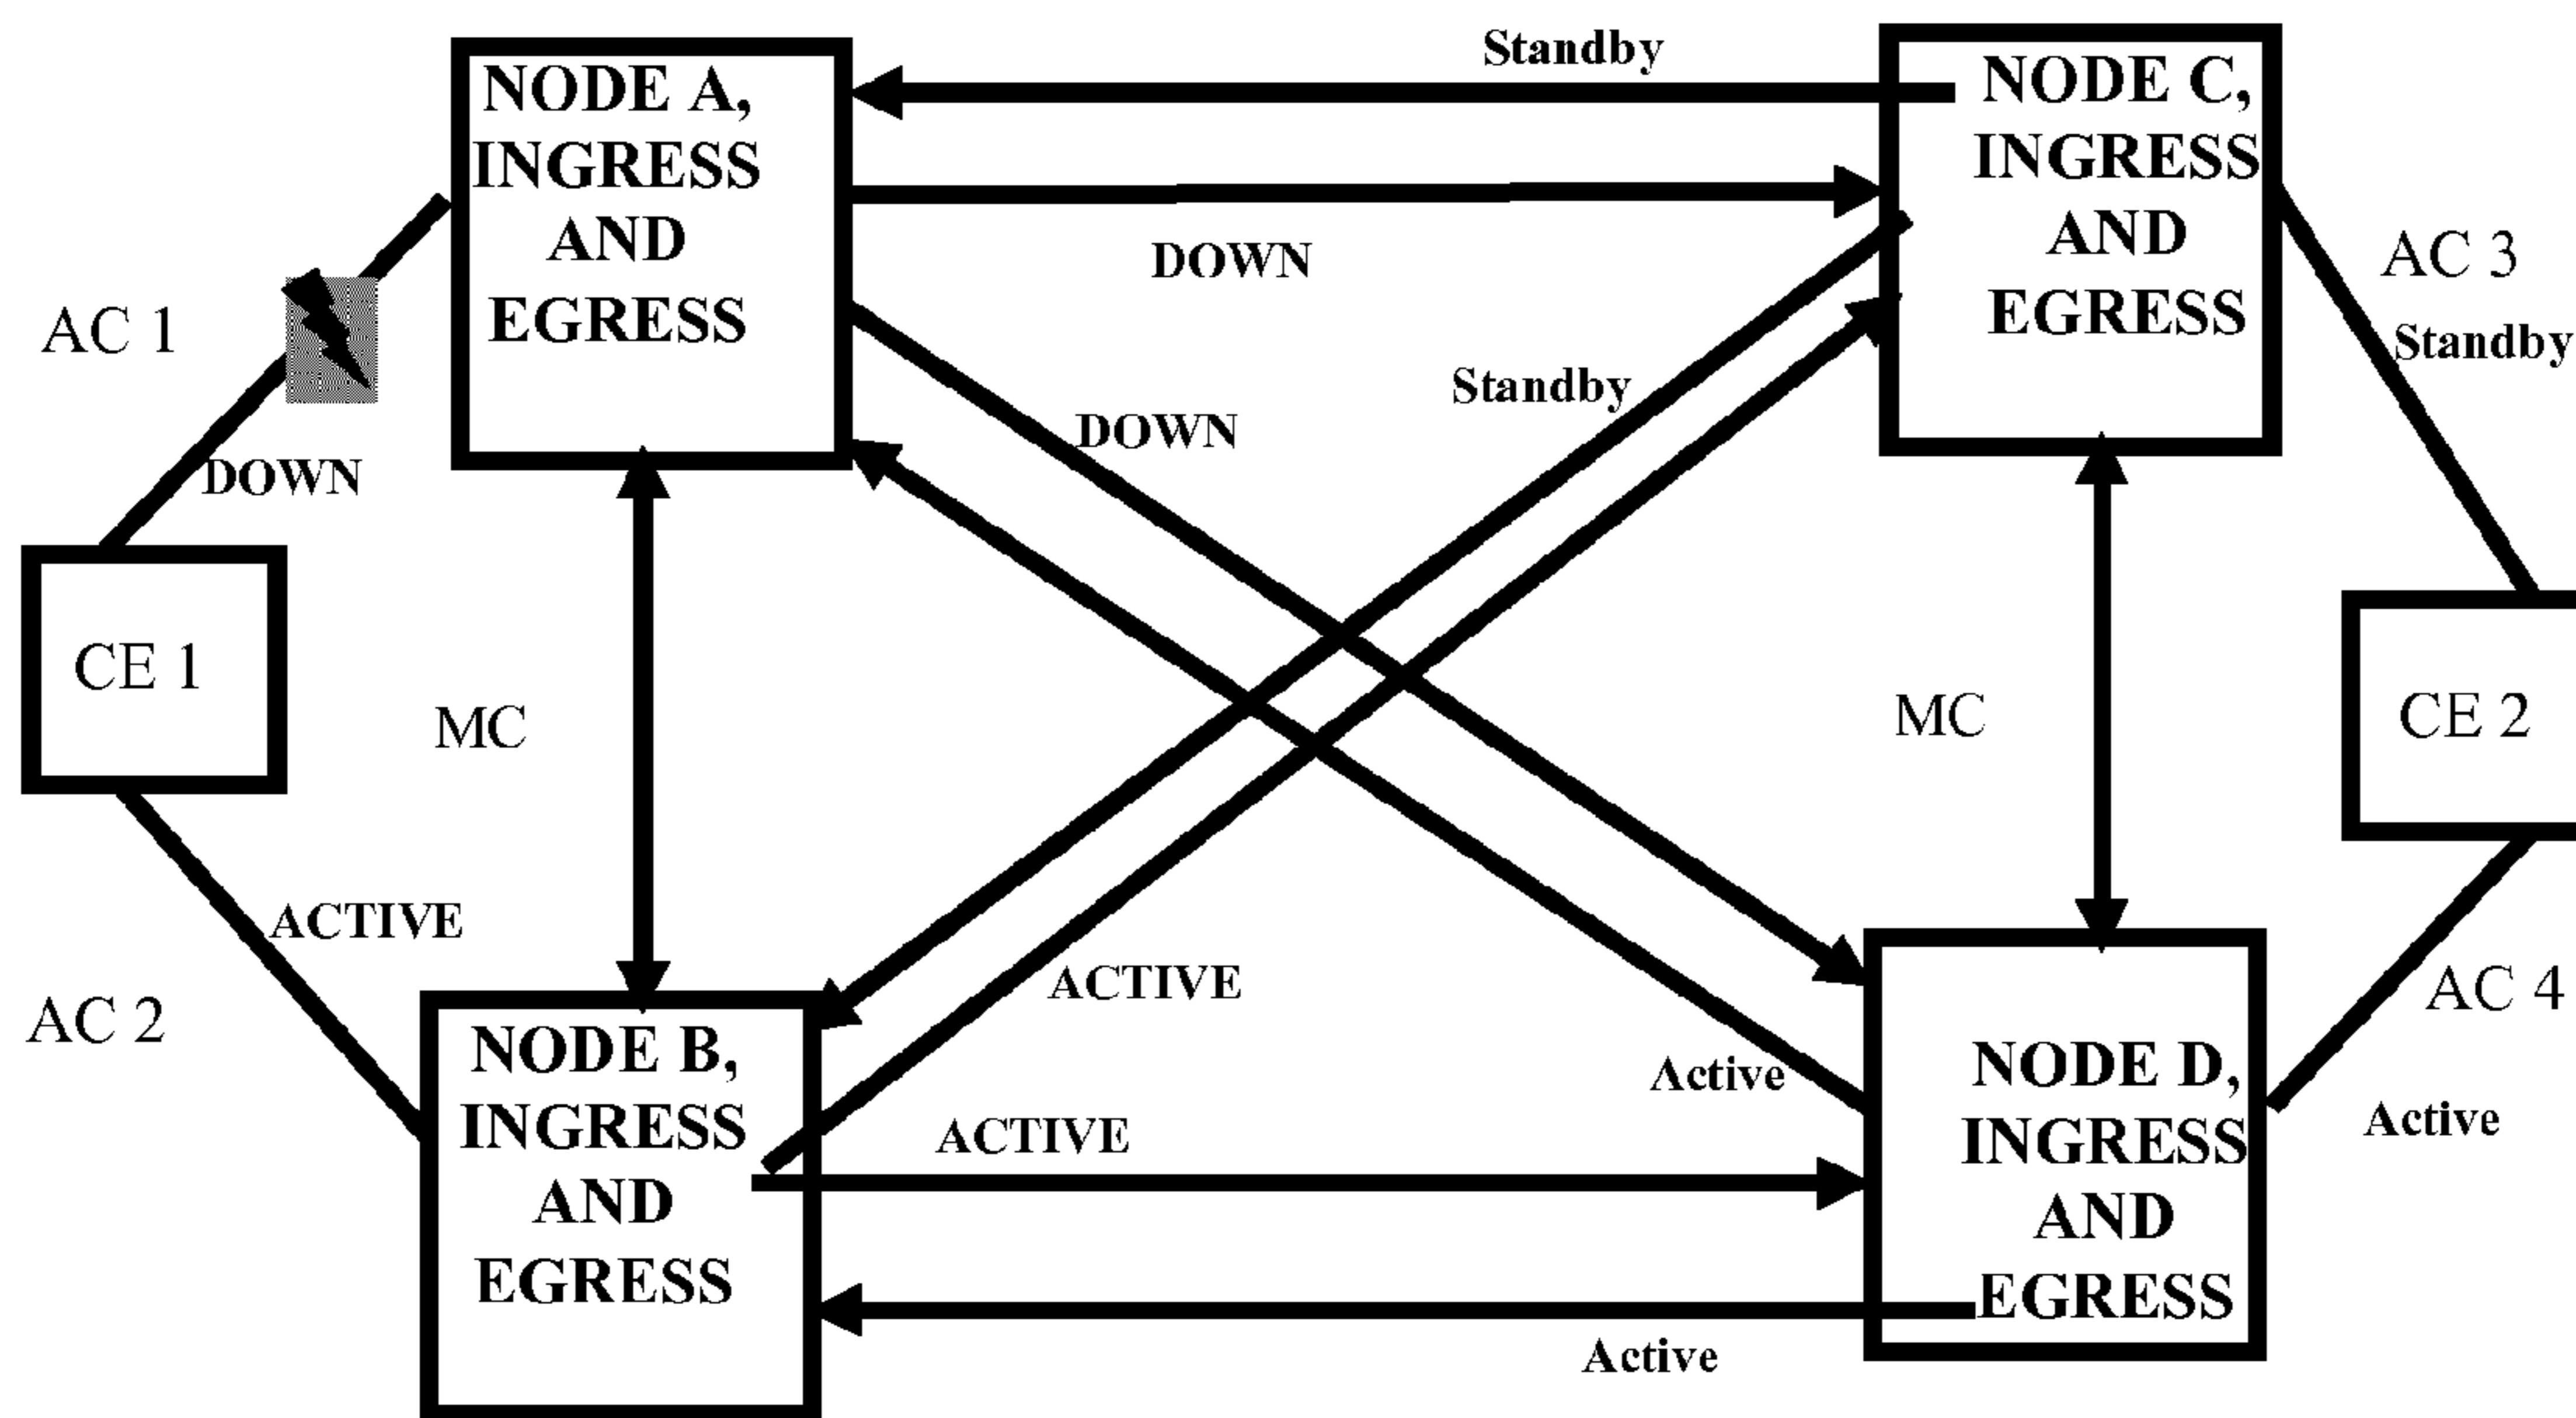 Standby
NODE A,
INGRESS
AND
EGRESS
NODE C,
INGRESS
AND
EGRESS
DOWN
AC 3
AC 1
Standby
Standby
DOWN
DOWN
CE 1
MC
MC
CE 2
ACTIVE
ACTIVE
AC 4
AC 2
NODE B,
INGRESS
AND
EGRESS
Active
NODE D,
INGRESS
AND
EGRESS
ACTIVE
Active
Active